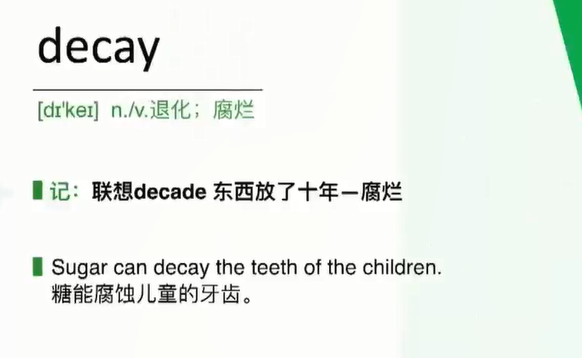 decay
[dɪ'keɪ] n./v.退化；腐烂
记：联想decade 东西放了十年—腐烂
Sugar can decay the teeth of the children.
糖能腐蚀儿童的牙齿。